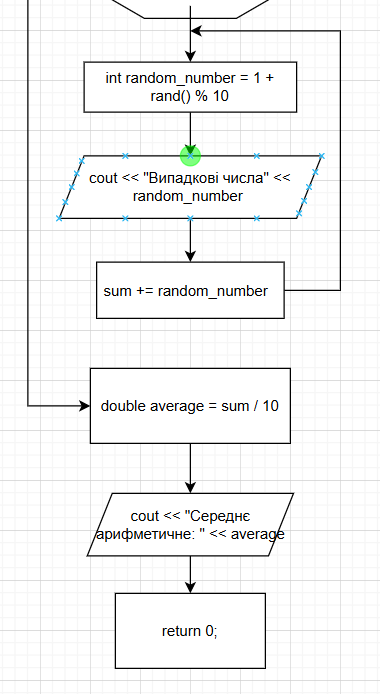 int random_number = 1 +
rand() % 10
cout << "Випадкові числа" <<
random_number
sum += random_number
double average = sum / 10
cout << "Середнє
арифметичне: " << average
return 0;